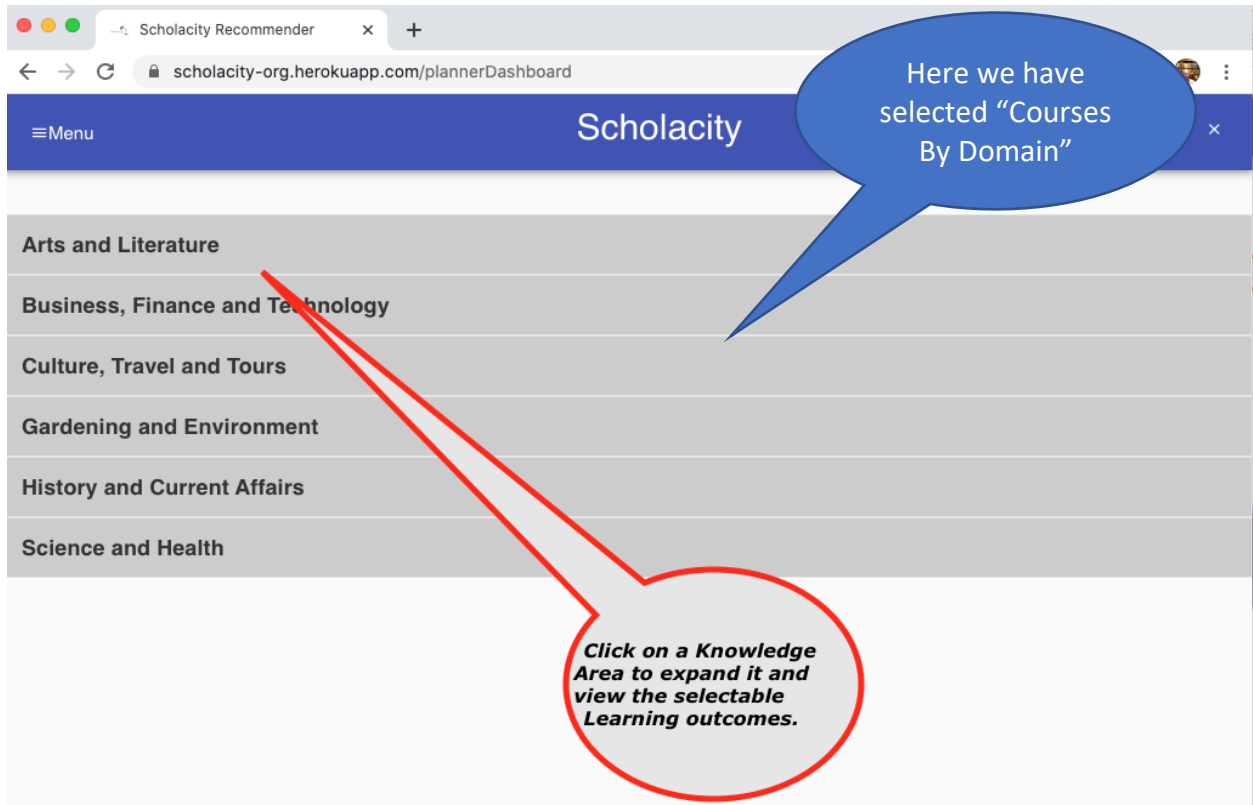 Scholacity Recommender
scholacity-org.herokuapp.com/plannerDashboard
Here we have
selected “Courses
By Domain”
≡Menu
Scholacity
Arts and Literature
Business, Finance and Technology
Culture, Travel and Tours
Gardening and Environment
History and Current Affairs
Science and Health
Click on a Knowledge
Area to expand it and
view the selectable
Learning outcomes.